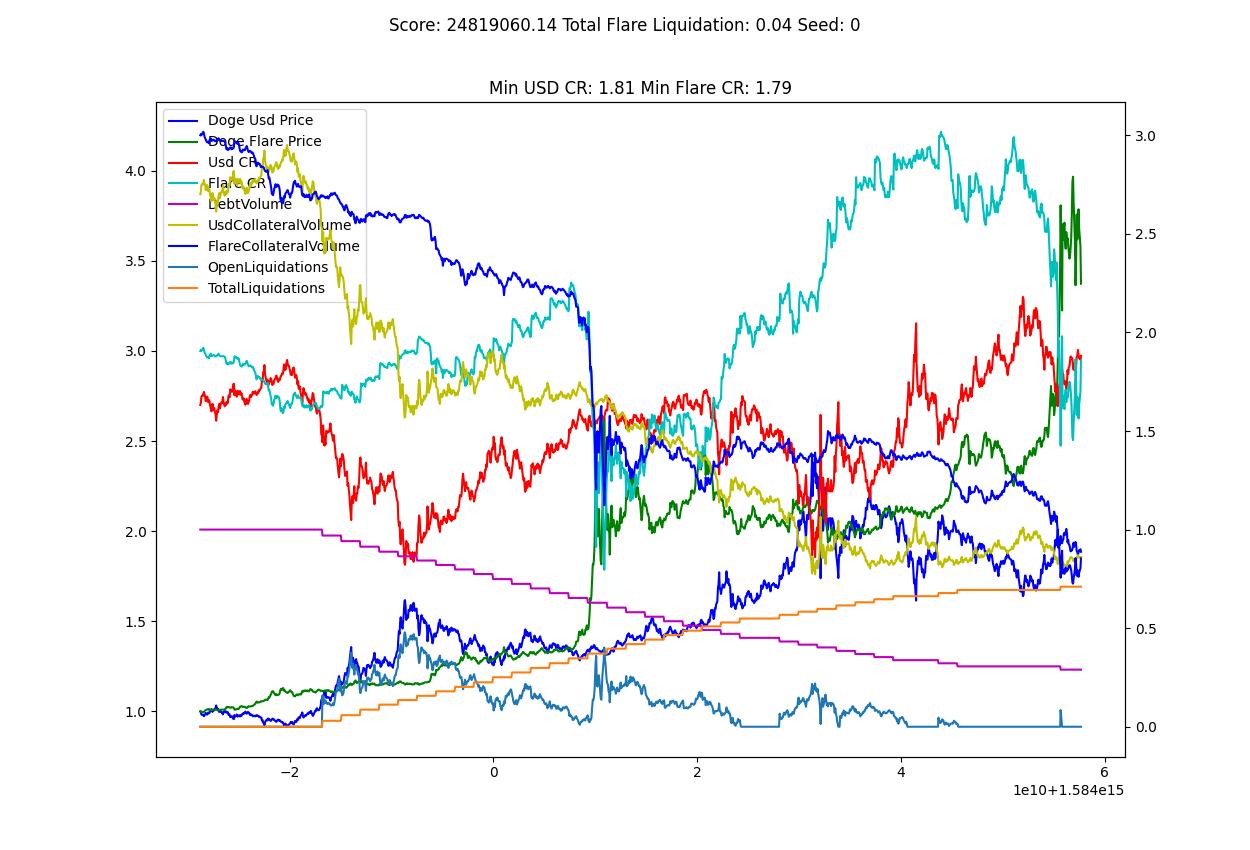 Score: 24819060.14 Total Flare Liquidation: 0.04 Seed: 0
Min USD CR: 1.81 Min Flare CR: 1.79
Doge Usd Price
Doge Flare Price
Usd CR
Flare CR
DebtVolume
UsdCollateralVolume
FlareCollateralVolume
OpenLiquidations
TotalLiquidations
4.0
3.5
3.0
2.5
2.0
1.5
1.0
3.0
2.5
2.0
1.5
1.0
0.5
0.0
−2
0
2
4
6
1e10+1.584e15